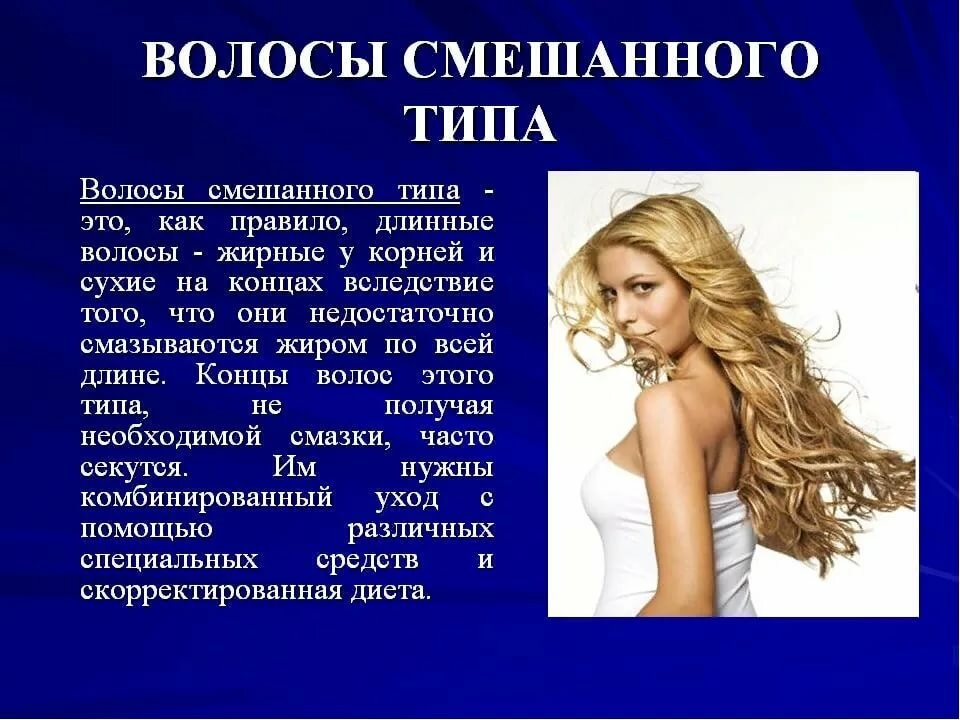 ВОЛОСЫ СМЕШАННОГО
ТИПА
Волосы смешанного типа -
это, как правило, длинные
волосы - жирные у корней и
сухие на концах вследствие
того, что они недостаточно
смазываются жиром по всей
длине. Концы волос этого
типа, не получая
необходимой смазки, часто
секутся. Им нужны
комбинированный уход с
помощью различных
специальных средств и
скорректированная диета.